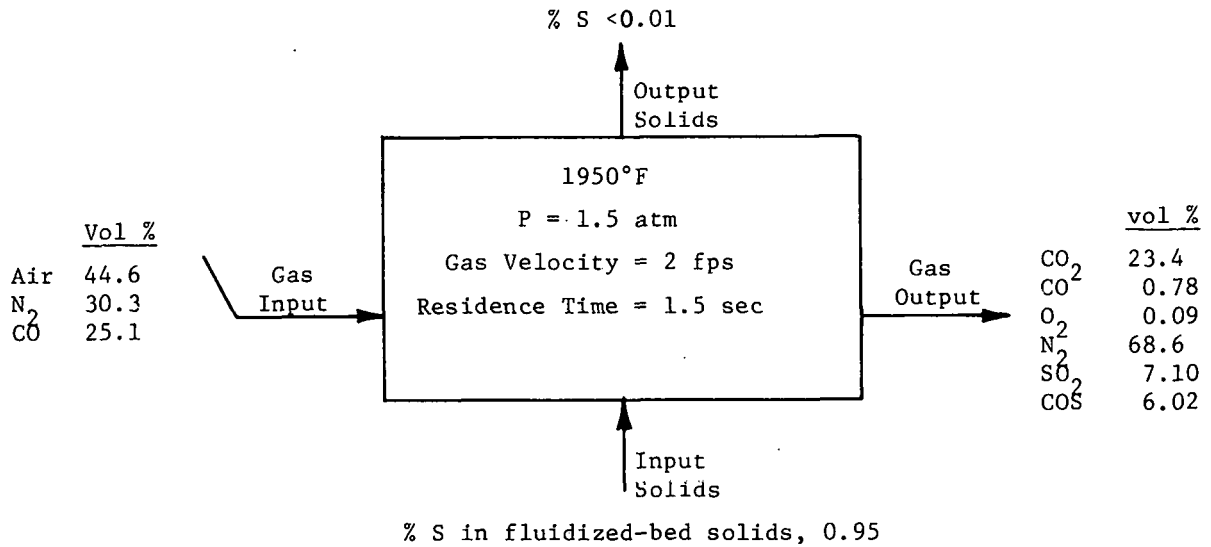 % S <0.01
Output
Solids
1950°F
P = 1.5 atm
Gas Velocity = 2 fps
Residence Time = 1.5 sec
Vol %
Air 44.6
N2 30.3
CO 25.1
Gas
Input
Gas
Output
vol %
CO2 23.4
CO 0.78
O2 0.09
N2 68.6
SO2 7.10
COS 6.02
Input
Solids
% S in fluidized-bed solids, 0.95